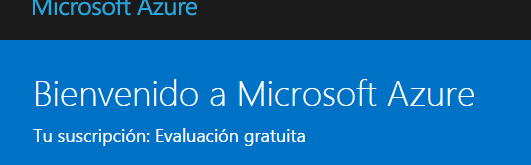 Microsoft Azure
Bienvenido a Microsoft Azure
Tu suscripción: Evaluación gratuita